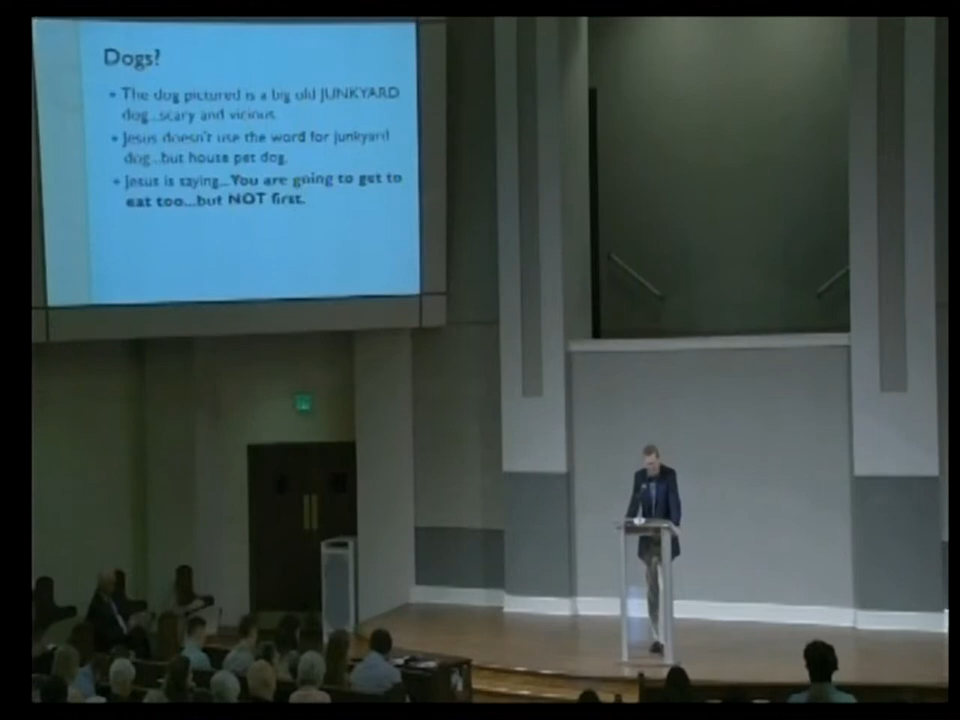 Dogs?
• The dog pictured is a big old JUNKYARD
dog...scary and vicious.
• Jesus doesn't use the word for junkyard
dog...but house pet dog.
• Jesus is saying...You are going to get to
eat too...but NOT first.